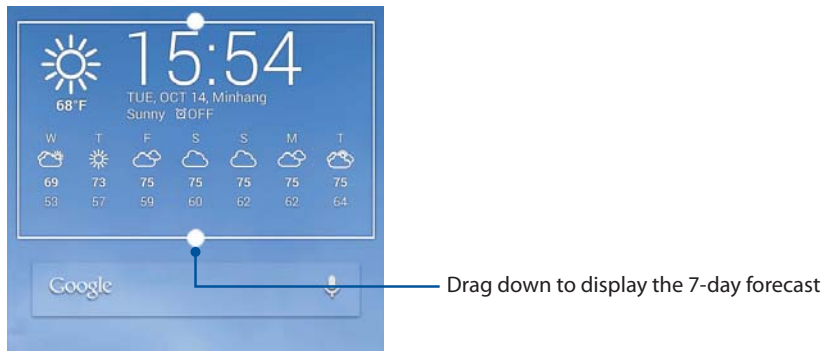 15:54
68°F
TUE, OCT 14, Minhang
Sunny OFF
W T F S S M T
69 73 75 75 75 75 75
53 57 59 60 62 62 64
Google
Drag down to display the 7-day forecast